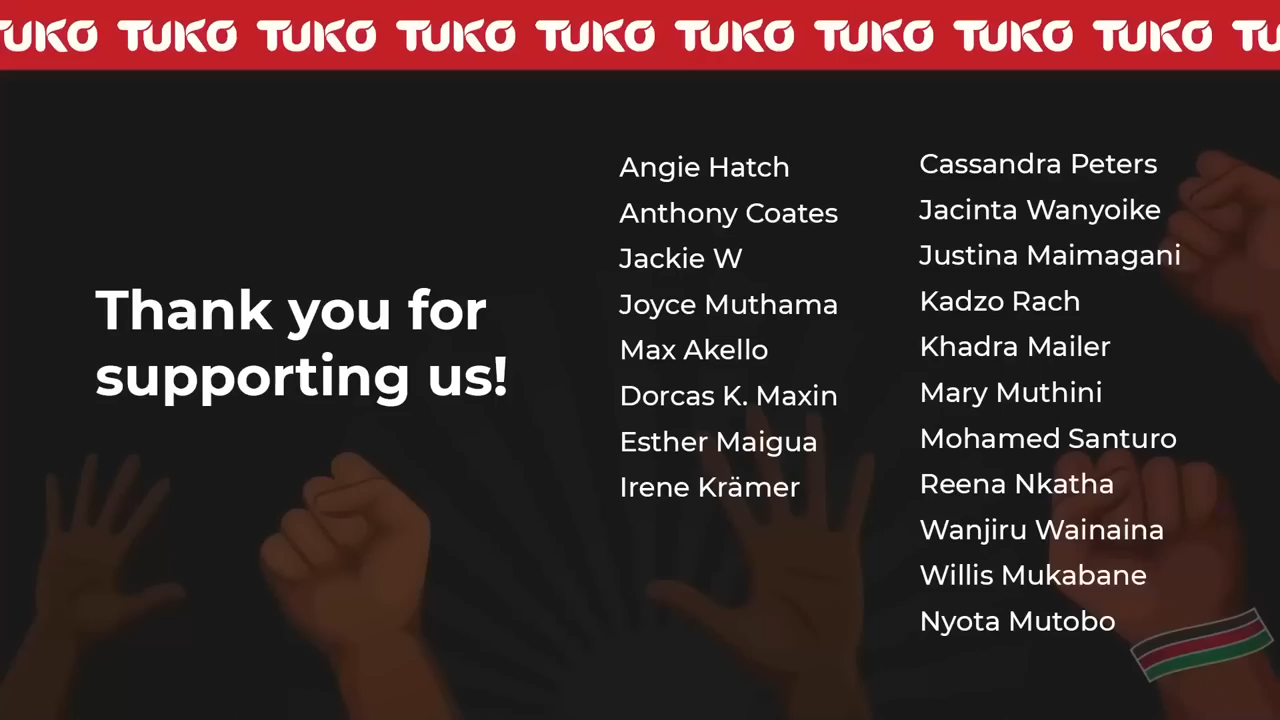 TUKO TUKO TUKO TUKO TUKO TUKO TUKO TUKO TUKO TU
Thank you for
supporting us!
Angie Hatch
Anthony Coates
Jackie W
Joyce Muthama
Max Akello
Dorcas K. Maxin
Esther Maigua
Irene Krämer
Cassandra Peters
Jacinta Wanyoike
Justina Maimagani
Kadzo Rach
Khadra Mailer
Mary Muthini
Mohamed Santuro
Reena Nkatha
Wanjiru Wainaina
Willis Mukabane
Nyota Mutobo